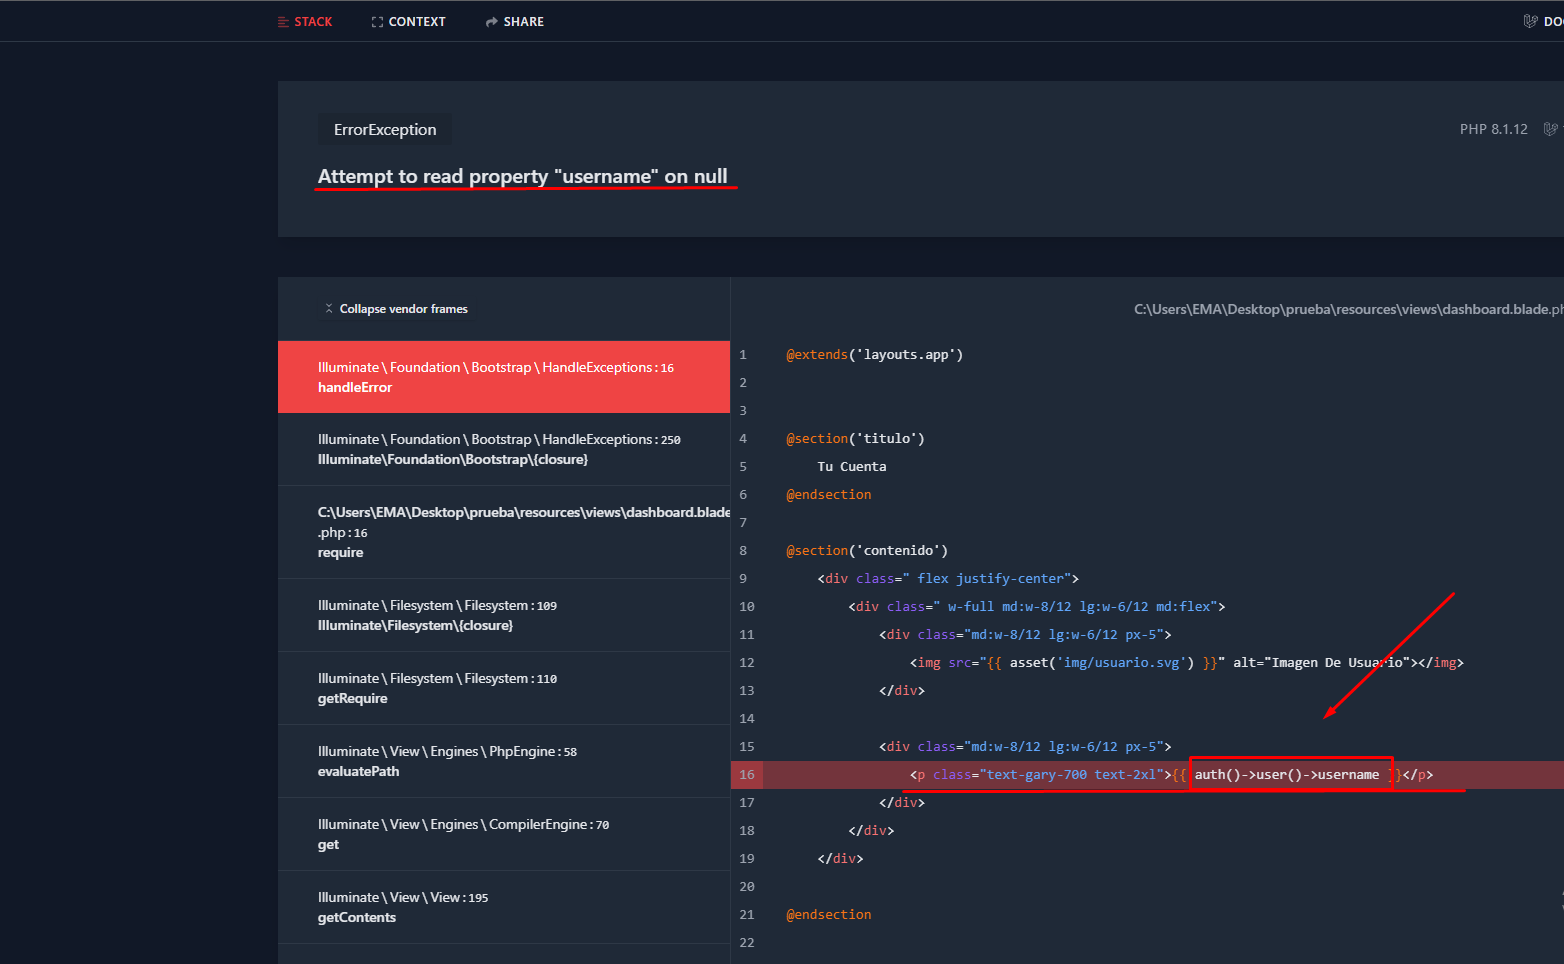 STACK CONTEXT SHARE
ErrorException
PHP 8.1.12
Attempt to read property "username" on null
Collapse vendor frames
Illuminate\Foundation\Bootstrap\HandleExceptions:16
handleError
Illuminate\Foundation\Bootstrap\HandleExceptions:250
Illuminate\Foundation\Bootstrap\{closure}
C:\Users\EMA\Desktop\prueba\resources\views\dashboard.blade
.php:16
require
Illuminate\Filesystem\Filesystem:109
Illuminate\Filesystem\{closure}
Illuminate\Filesystem\Filesystem:110
getRequire
Illuminate\View\Engines\PhpEngine:58
evaluatePath
Illuminate\View\Engines\CompilerEngine:70
get
Illuminate\View\View:195
getContents
C:\Users\EMA\Desktop\prueba\resources\views\dashboard.blade.ph
1 @extends('layouts.app')
2
3
4 @section('titulo')
5 Tu Cuenta
6 @endsection
7
8 @section('contenido')
9 <div class=" flex justify-center">
10 <div class=" w-full md:w-8/12 lg:w-6/12 md:flex">
11 <div class="md:w-8/12 lg:w-6/12 px-5">
12 <img src="{{ asset('img/usuario.svg') }}" alt="Imagen De Usuario"></img>
13 </div>
14
15 <div class="md:w-8/12 lg:w-6/12 px-5">
16 <p class="text-gary-700 text-2xl">{{ auth()->user()->username }}</p>
17 </div>
18 </div>
19 </div>
20
21 @endsection
22